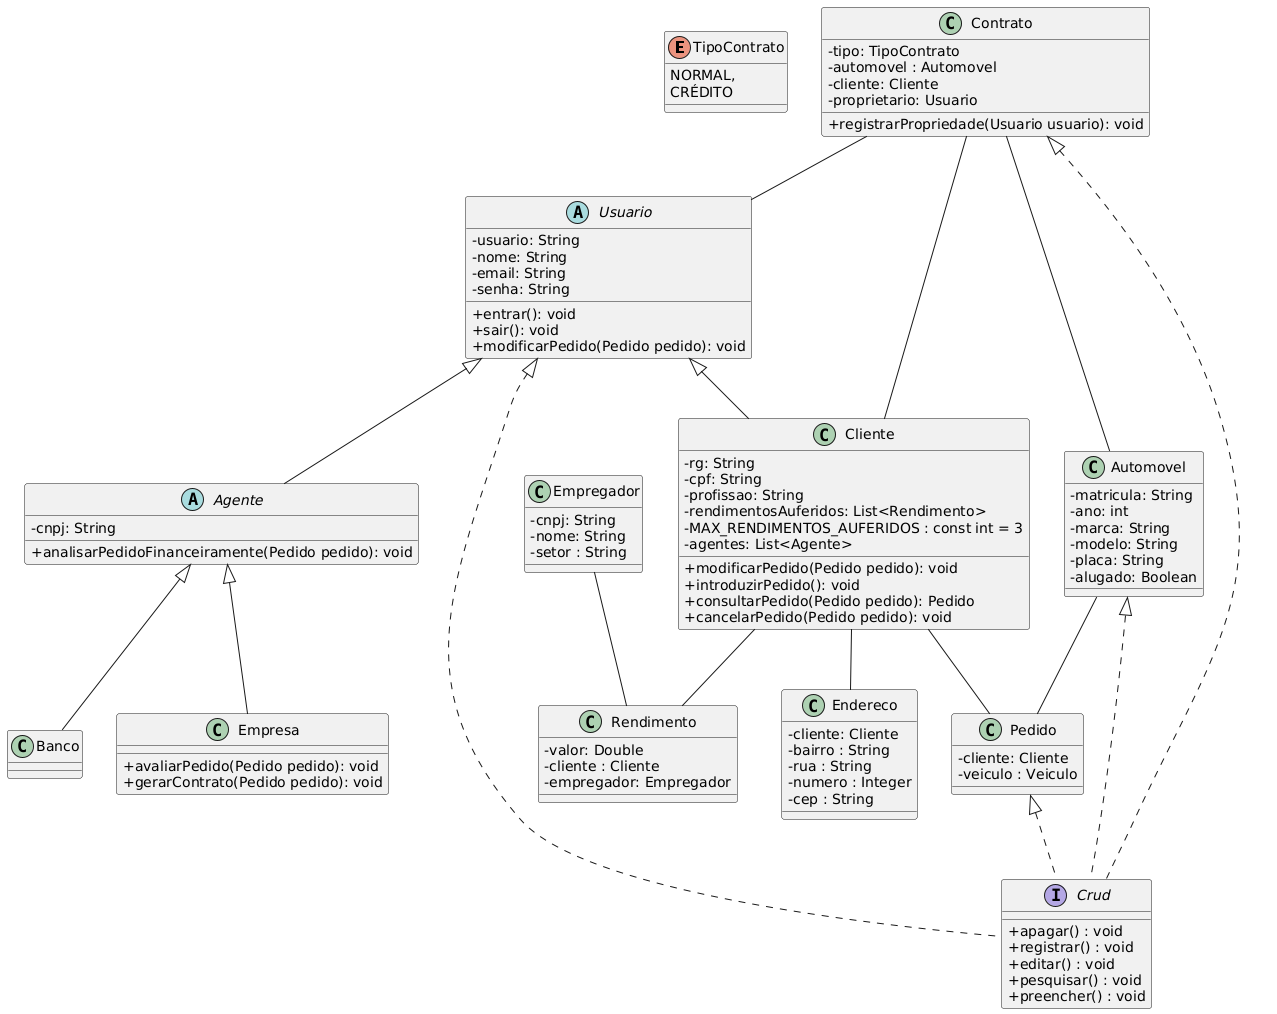 C Contrato
-tipo: TipoContrato
-automovel : Automovel
-cliente: Cliente
-proprietario: Usuario
+registrarPropriedade(Usuario usuario): void
E TipoContrato
NORMAL,
CRÉDITO
A Usuario
-usuario: String
-nome: String
-email: String
-senha: String
+entrar(): void
+sair(): void
+modificarPedido(Pedido pedido): void
C Cliente
-rg: String
-cpf: String
-profissao: String
-rendimentosAuferidos: List<Rendimento>
-MAX_RENDIMENTOS_AUFERIDOS : const int = 3
-agentes: List<Agente>
+modificarPedido(Pedido pedido): void
+introduzirPedido(): void
+consultarPedido(Pedido pedido): Pedido
+cancelarPedido(Pedido pedido): void
C Automovel
-matricula: String
-ano: int
-marca: String
-modelo: String
-placa: String
-alugado: Boolean
A Agente
-cnpj: String
+analisarPedidoFinanceiramente(Pedido pedido): void
C Empregador
-cnpj: String
-nome: String
-setor : String
C Banco
C Empresa
+avaliarPedido(Pedido pedido): void
+gerarContrato(Pedido pedido): void
C Rendimento
-valor: Double
-cliente : Cliente
-empregador: Empregador
C Endereco
-cliente: Cliente
-bairro : String
-rua : String
-numero : Integer
-cep : String
C Pedido
-cliente: Cliente
-veiculo : Veiculo
I Crud
+apagar() : void
+registrar() : void
+editar() : void
+pesquisar() : void
+preencher() : void